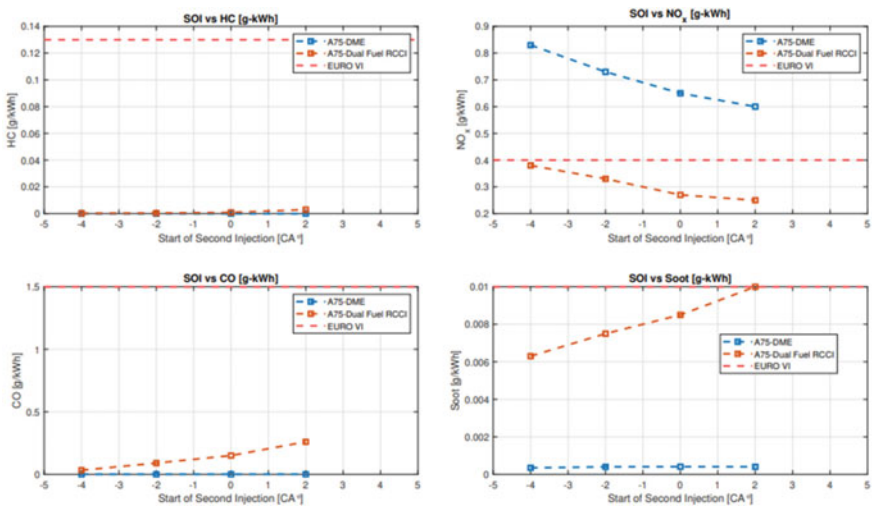 SOI vs HC [g-kWh]
0.14
0.12
0.1
0.08
0.06
0.04
0.02
0
HC [g/kWh]
A75-DME
A75-Dual Fuel RCCI
EURO VI
-5 -4 -3 -2 -1 0 1 2 3 4 5
Start of Second Injection [CA°]
SOI vs NOx [g-kWh]
0.9
0.8
0.7
0.6
0.5
0.4
0.3
0.2
NOx [g/kWh]
A75-DME
A75-Dual Fuel RCCI
EURO VI
-5 -4 -3 -2 -1 0 1 2 3 4 5
Start of Second Injection [CA°]
SOI vs CO [g-kWh]
1.5
1
0.5
0
CO [g/kWh]
A75-DME
A75-Dual Fuel RCCI
EURO VI
-5 -4 -3 -2 -1 0 1 2 3 4 5
Start of Second Injection [CA°]
SOI vs Soot [g-kWh]
0.01
0.008
0.006
0.004
0.002
0
Soot [g/kWh]
A75-DME
A75-Dual Fuel RCCI
EURO VI
-5 -4 -3 -2 -1 0 1 2 3 4 5
Start of Second Injection [CA°]